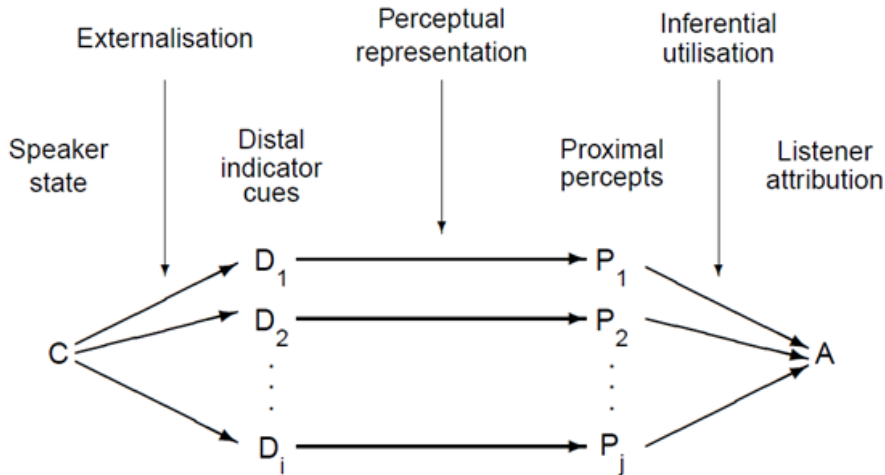 Externalisation
Perceptual
representation
Inferential
utilisation
Speaker
state
Distal
indicator
cues
Proximal
percepts
Listener
attribution
D1 P1
D2 P2
C A
. .
. .
. .
Di Pj